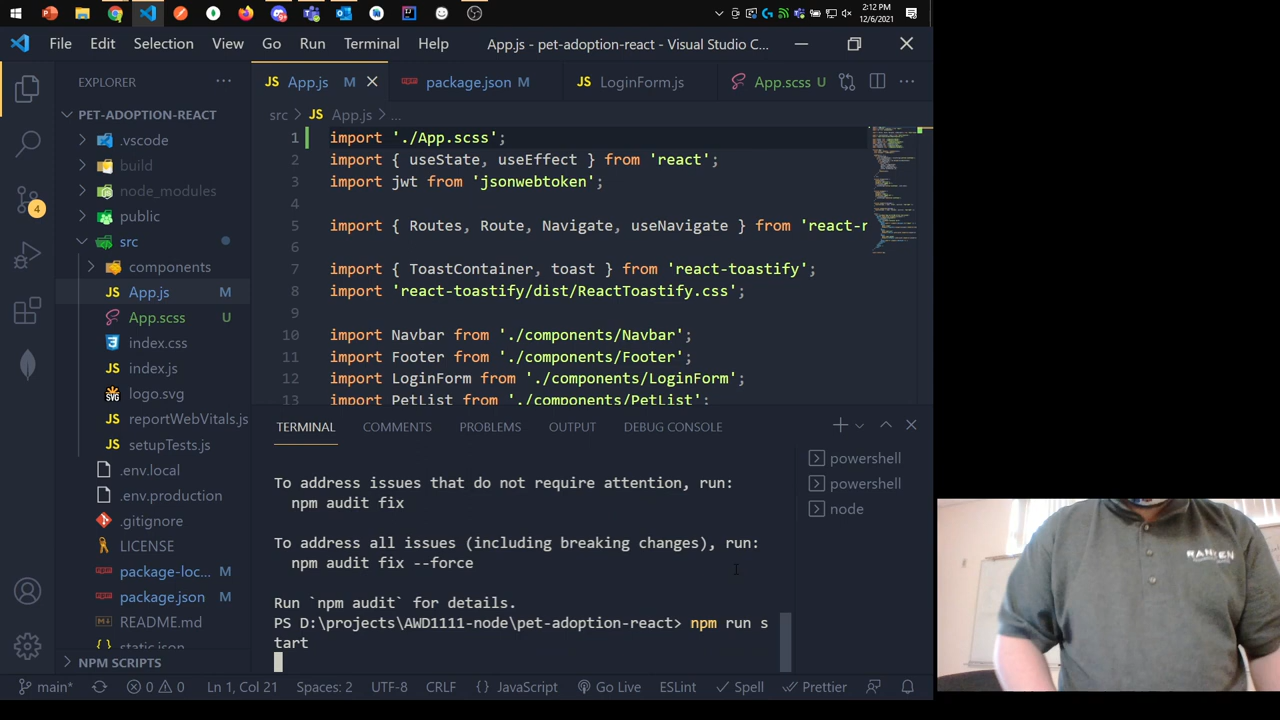 2:12 PM
12/6/2021
File Edit Selection View Go Run Terminal Help App.js - pet-adoption-react - Visual Studio C...
EXPLORER ...
App.js M package.json M LoginForm.js App.scss U ...
PET-ADOPTION-REACT
.vscode
build
node_modules
public
src
components
App.js M
App.scss U
index.css
index.js
logo.svg
reportWebVitals.js
setupTests.js
.env.local
.env.production
.gitignore
LICENSE
package-loc... M
package.json M
README.md
static.json
NPM SCRIPTS
4
src > JS App.js > ...
1 import './App.scss';
2 import { useState, useEffect } from 'react';
3 import jwt from 'jsonwebtoken';
4
5 import { Routes, Route, Navigate, useNavigate } from 'react-r
6
7 import { ToastContainer, toast } from 'react-toastify';
8 import 'react-toastify/dist/ReactToastify.css';
9
10 import Navbar from './components/Navbar';
11 import Footer from './components/Footer';
12 import LoginForm from './components/LoginForm';
13 import PetList from './components/PetList';
TERMINAL COMMENTS PROBLEMS OUTPUT DEBUG CONSOLE
To address issues that do not require attention, run:
npm audit fix
To address all issues (including breaking changes), run:
npm audit fix --force
Run `npm audit` for details.
PS D:\projects\AWD1111-node\pet-adoption-react> npm run s
tart
powershell
powershell
node
main* 0 0 Ln 1, Col 21 Spaces: 2 UTF-8 CRLF {} JavaScript Go Live ESLint Spell Prettier